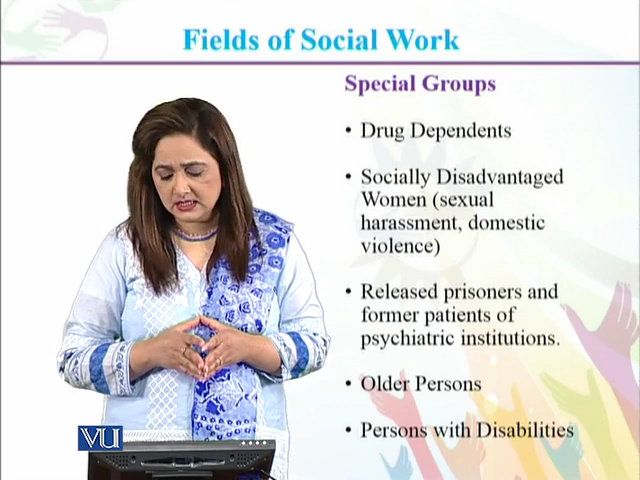 Fields of Social Work
Special Groups
• Drug Dependents
• Socially Disadvantaged
Women (sexual
harassment, domestic
violence)
• Released prisoners and
former patients of
psychiatric institutions.
• Older Persons
• Persons with Disabilities
VU